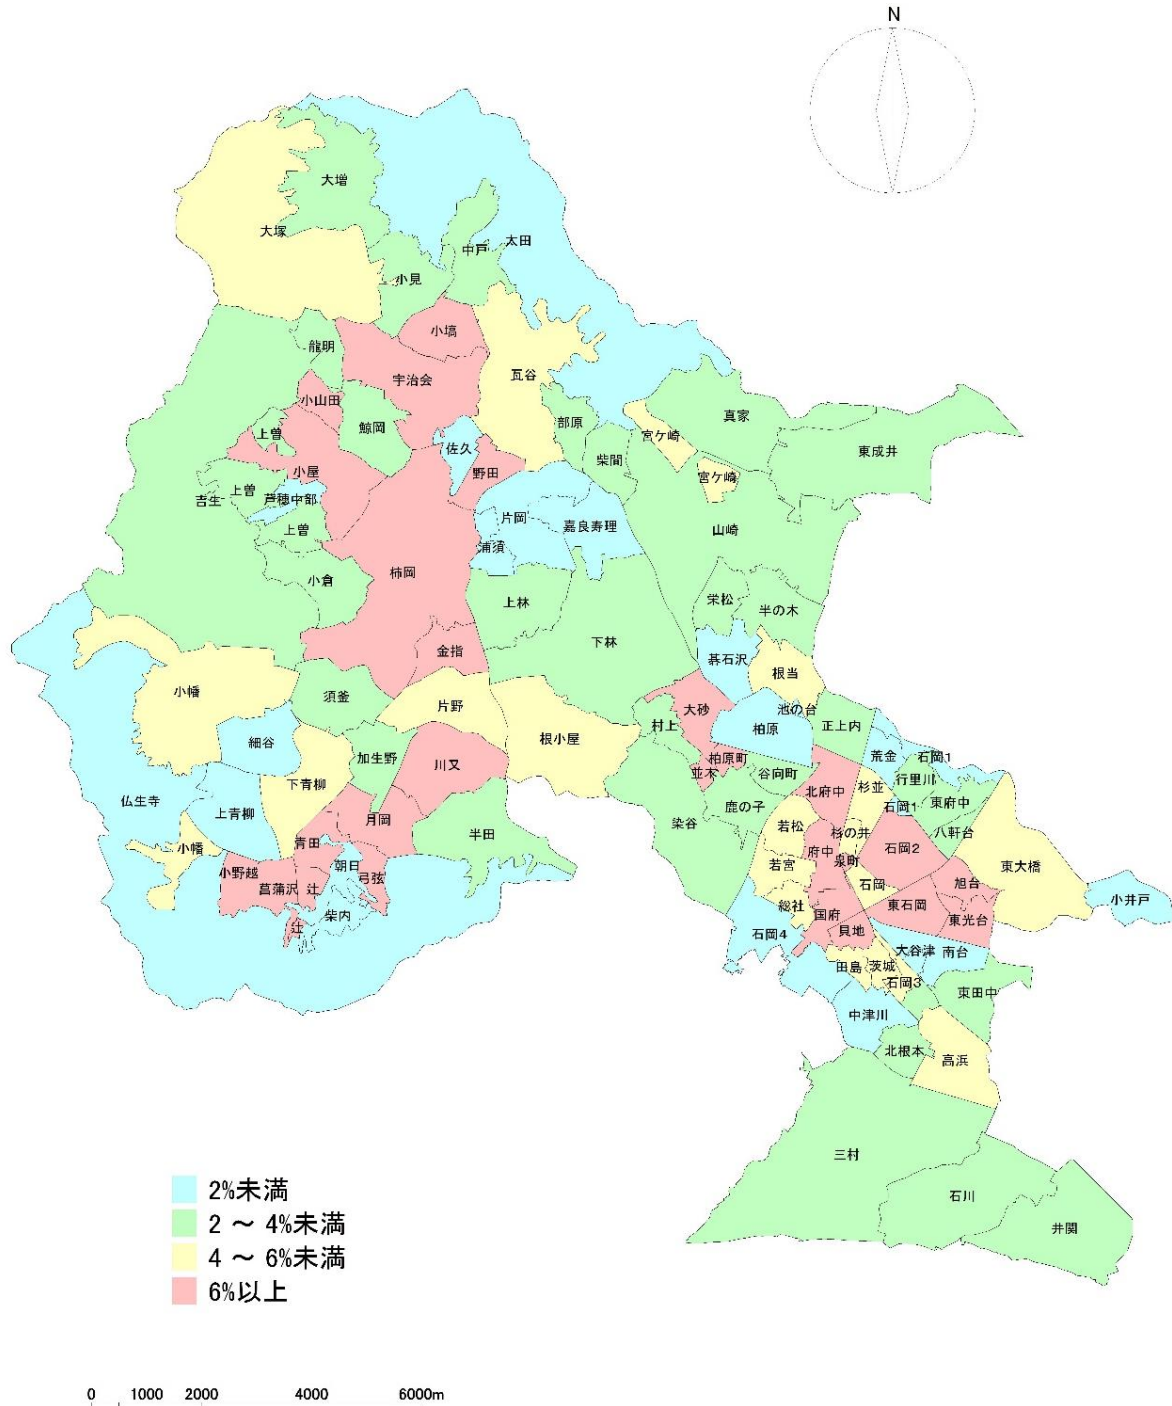 N
大増
大塚
太田
中戸
小見
小塙
龍明
宇治会
瓦谷
小山田
真家
部原
宮ケ崎
上曽
鯨岡
佐久
東成井
柴間
小屋
野田
宮ケ崎
上曽
吉生
芦穂中部
片岡
嘉良寿理
山崎
上曽
浦須
柿岡
小倉
上林
栄松
半の木
下林
金指
碁石沢
根当
小幡
須釜
片野
大砂
池の台
村上
柏原
正上内
根小屋
細谷
加生野
川又
柏原町
荒金
石岡1
並木
谷向町
行里川
下青柳
北府中
杉並
仏生寺
上青柳
月岡
鹿の子
石岡1
東府中
染谷
若松
杉の井
八軒台
半田
青田
小幡
府中
泉町
石岡2
朝日
若宮
東大橋
小野越
菖蒲沢
辻
弓弦
石岡
旭台
小井戸
総社
東石岡
柴内
国府
東光台
辻
石岡4
貝地
大谷津
南台
田島
茨城
石岡3
東田中
中津川
北根本
高浜
三村
石川
井関
2%未満
2 ～ 4%未満
4 ～ 6%未満
6%以上
0 1000 2000 4000 6000m